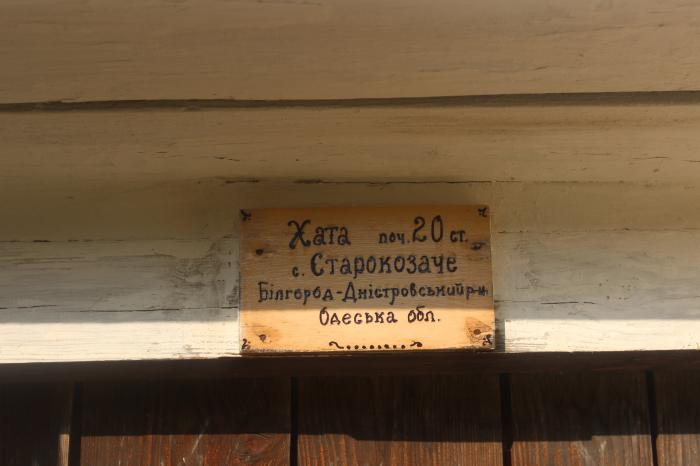 Хата поч. 20 ст.
с. Старокозаче
Білгород-Дністровський р-н.
Одеська обл.